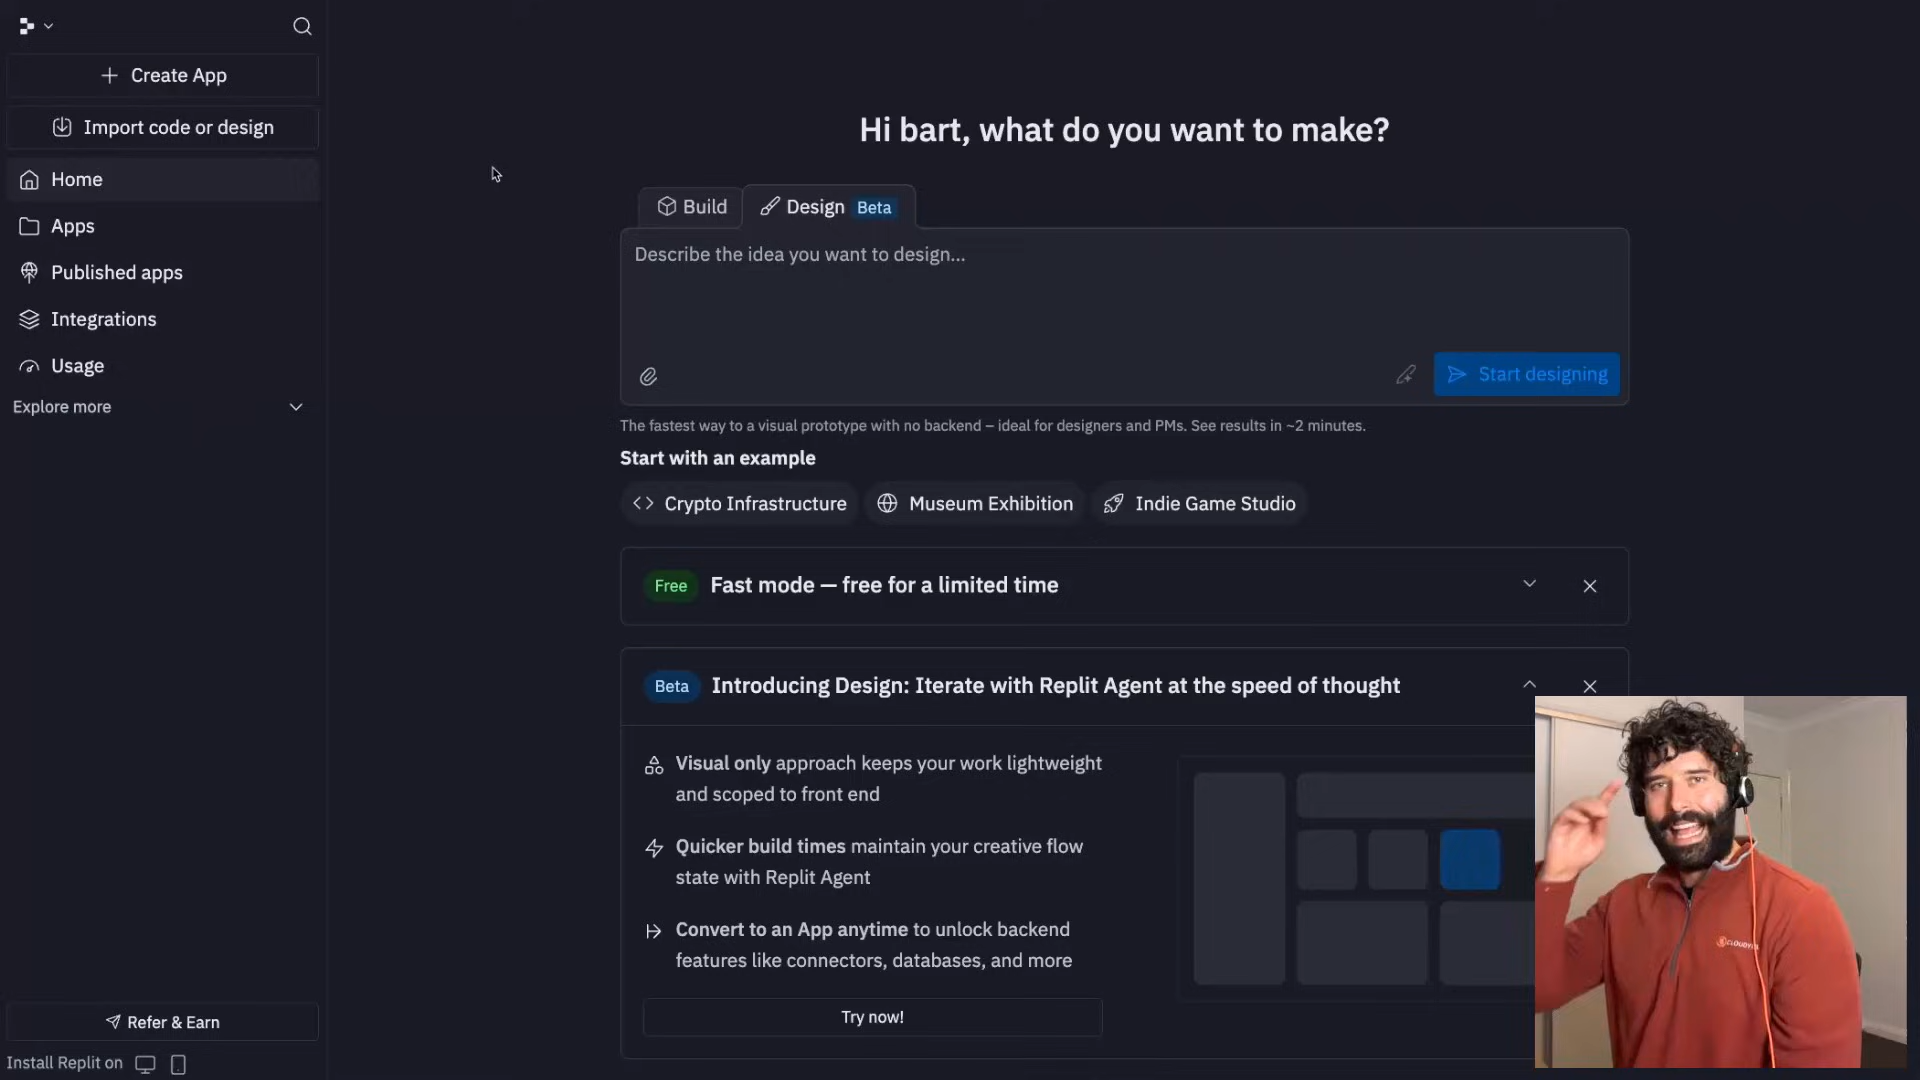 Create App
Import code or design
Home
Apps
Published apps
Integrations
Usage
Explore more
Refer & Earn
Install Replit on
Hi bart, what do you want to make?
Build
Design Beta
Describe the idea you want to design...
Start designing
The fastest way to a visual prototype with no backend – ideal for designers and PMs. See results in ~2 minutes.
Start with an example
Crypto Infrastructure
Museum Exhibition
Indie Game Studio
Free Fast mode — free for a limited time
Beta Introducing Design: Iterate with Replit Agent at the speed of thought
Visual only approach keeps your work lightweight
and scoped to front end
Quicker build times maintain your creative flow
state with Replit Agent
Convert to an App anytime to unlock backend
features like connectors, databases, and more
Try now!